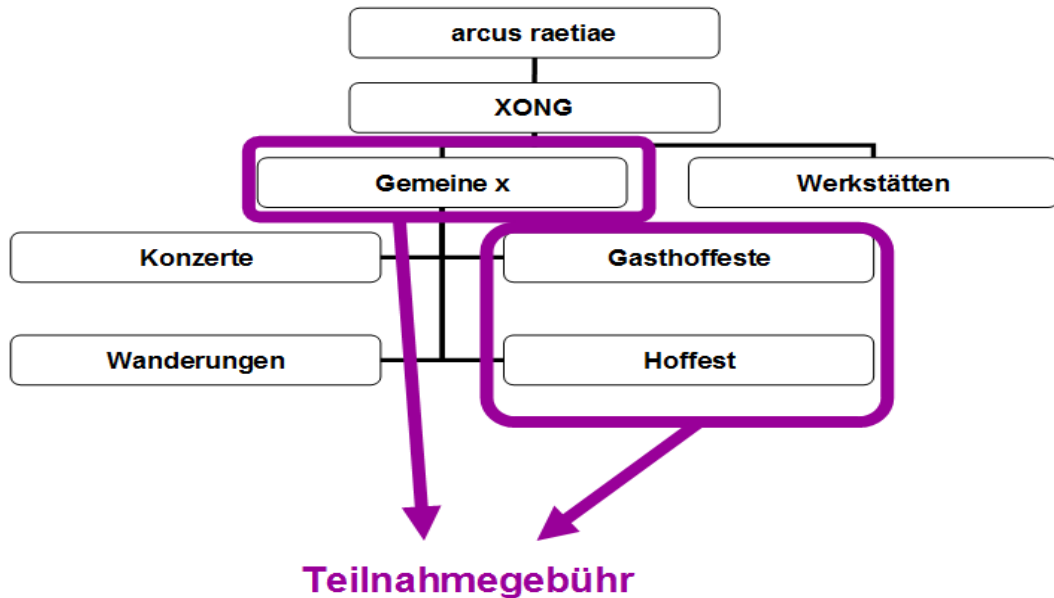 arcus raetiae
XONG
Gemeine x
Werkstätten
Konzerte
Gasthoffeste
Wanderungen
Hoffest
Teilnahmegebühr